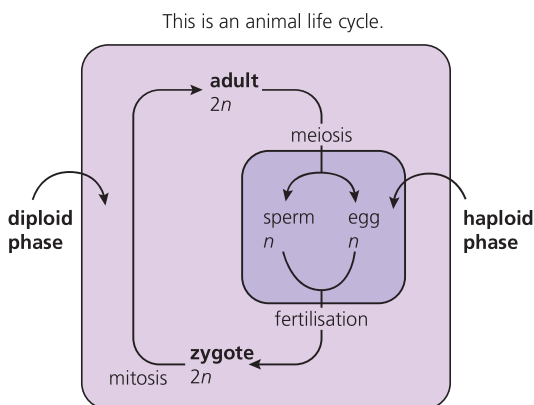 This is an animal life cycle.
adult
2n
meiosis
diploid
phase
sperm
n
egg
n
haploid
phase
fertilisation
zygote
2n
mitosis